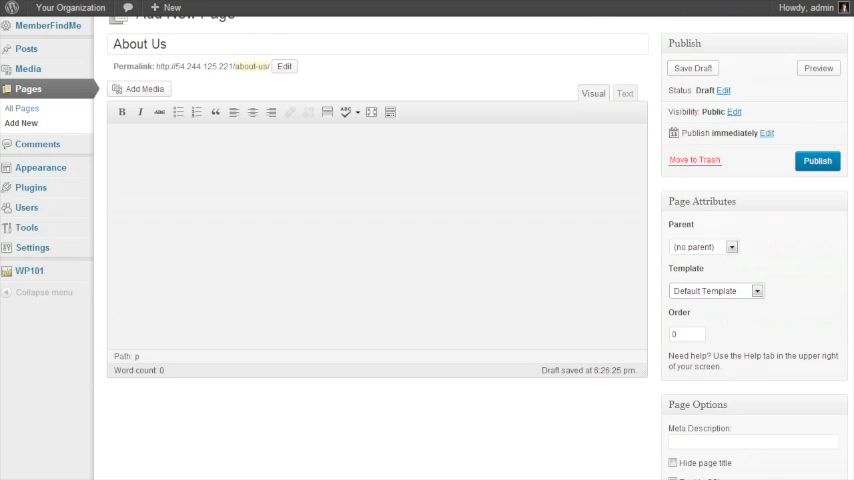 Your Organization
New
Howdy, admin
MemberFindMe
Posts
Media
Pages
All Pages
Add New
Comments
Appearance
Plugins
Users
Tools
Settings
WP101
Collapse menu
Add New Page
About Us
Permalink: http://54.244.125.221/about-us/ Edit
Add Media
Visual Text
B I ABC ABC
Path: p
Word count: 0 Draft saved at 6:26:25 pm.
Publish
Save Draft Preview
Status: Draft Edit
Visibility: Public Edit
Publish immediately Edit
Move to Trash Publish
Page Attributes
Parent
(no parent)
Template
Default Template
Order
0
Need help? Use the Help tab in the upper right
of your screen.
Page Options
Meta Description:
Hide page title